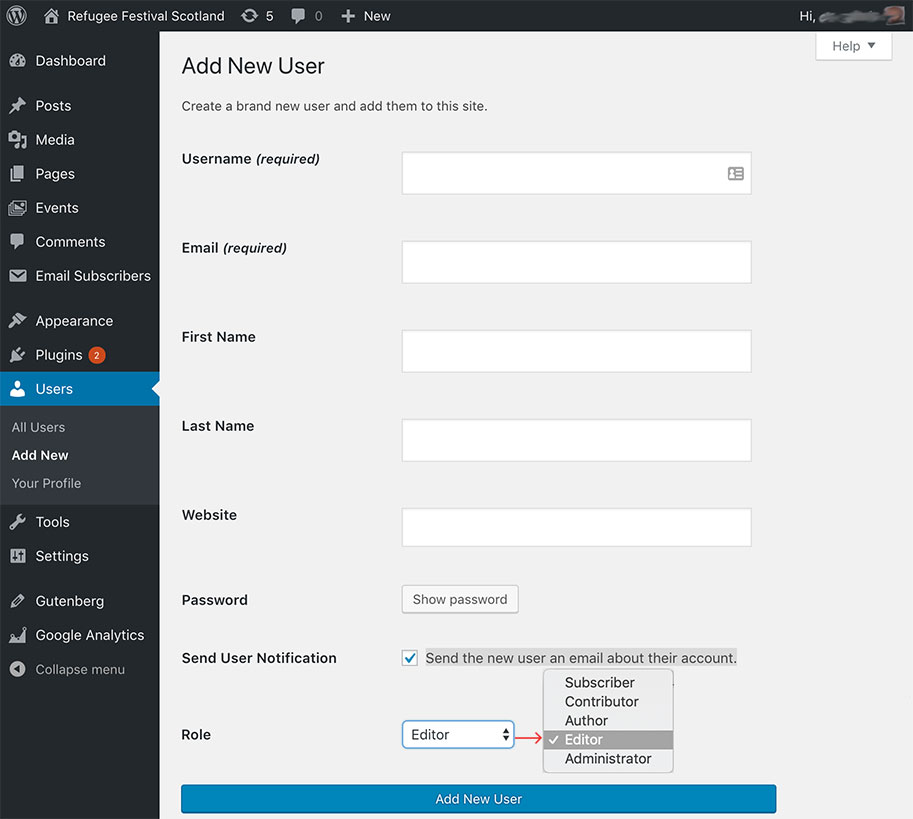 Refugee Festival Scotland 5 0 New Hi,
Help
Dashboard
Posts
Media
Pages
Events
Comments
Email Subscribers
Appearance
Plugins 2
Users
All Users
Add New
Your Profile
Tools
Settings
Gutenberg
Google Analytics
Collapse menu
Add New User
Create a brand new user and add them to this site.
Username (required)
Email (required)
First Name
Last Name
Website
Password Show password
Send User Notification Send the new user an email about their account.
Role Editor
Subscriber
Contributor
Author
Editor
Administrator
Add New User